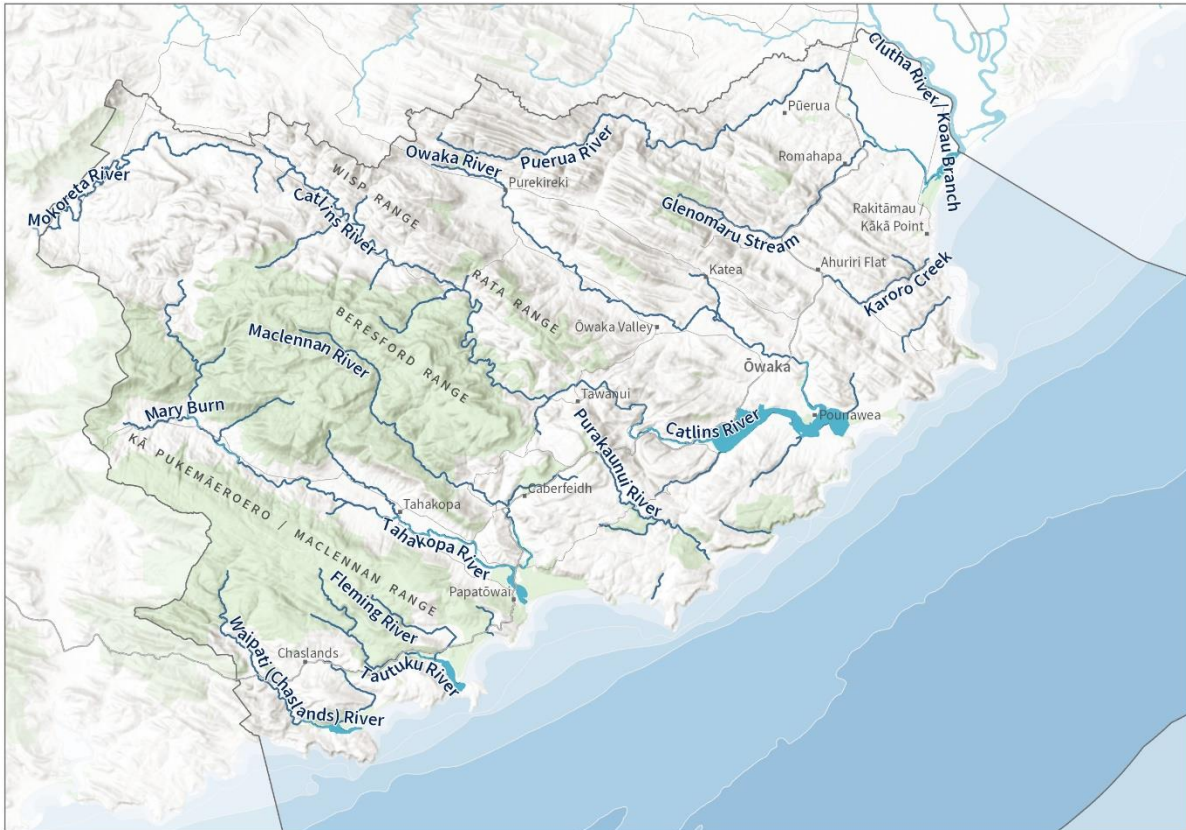 Clutha River / Koau Branch
Pūerua
Puerua River
Owaka River
Romahapa
Purekireki
WISP RANGE
Mokoreta River
Catlins River
Glenomaru Stream
Rakitāmau
Kākā Point
Ahuriri Flat
Katea
Karoro Creek
RATA RANGE
BERESFORD RANGE
Ōwaka Valley
Maclennan River
Ōwaka
Tawanui
Mary Burn
Catlins River
Pounawea
Purakaunui River
KĀ PUKEMĀEROERO / MACLENNAN RANGE
Caberfeidh
Tahakopa
Tahakopa River
Papatōwai
Fleming River
Waipati (Chaslands) River
Chaslands
Tautuku River